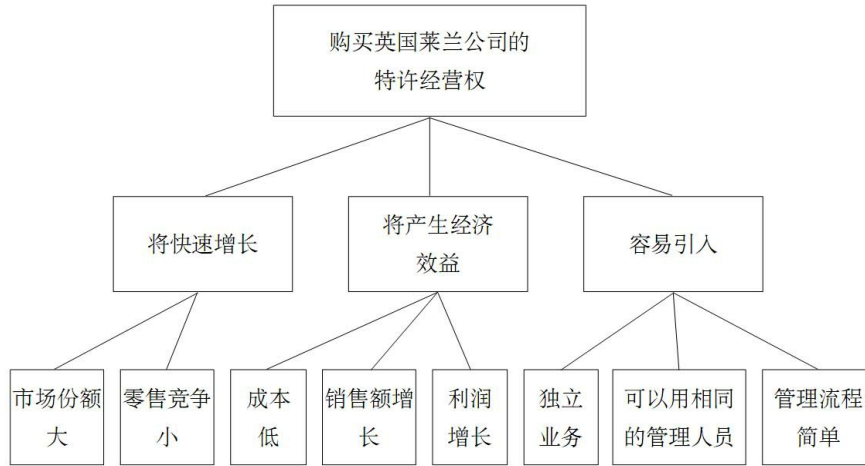 购买英国莱兰公司的
特许经营权
将快速增长
将产生经济
效益
容易引入
市场份额
大
零售竞争
小
成本
低
销售额增
长
利润
增长
独立
业务
可以用相同
的管理人员
管理流程
简单